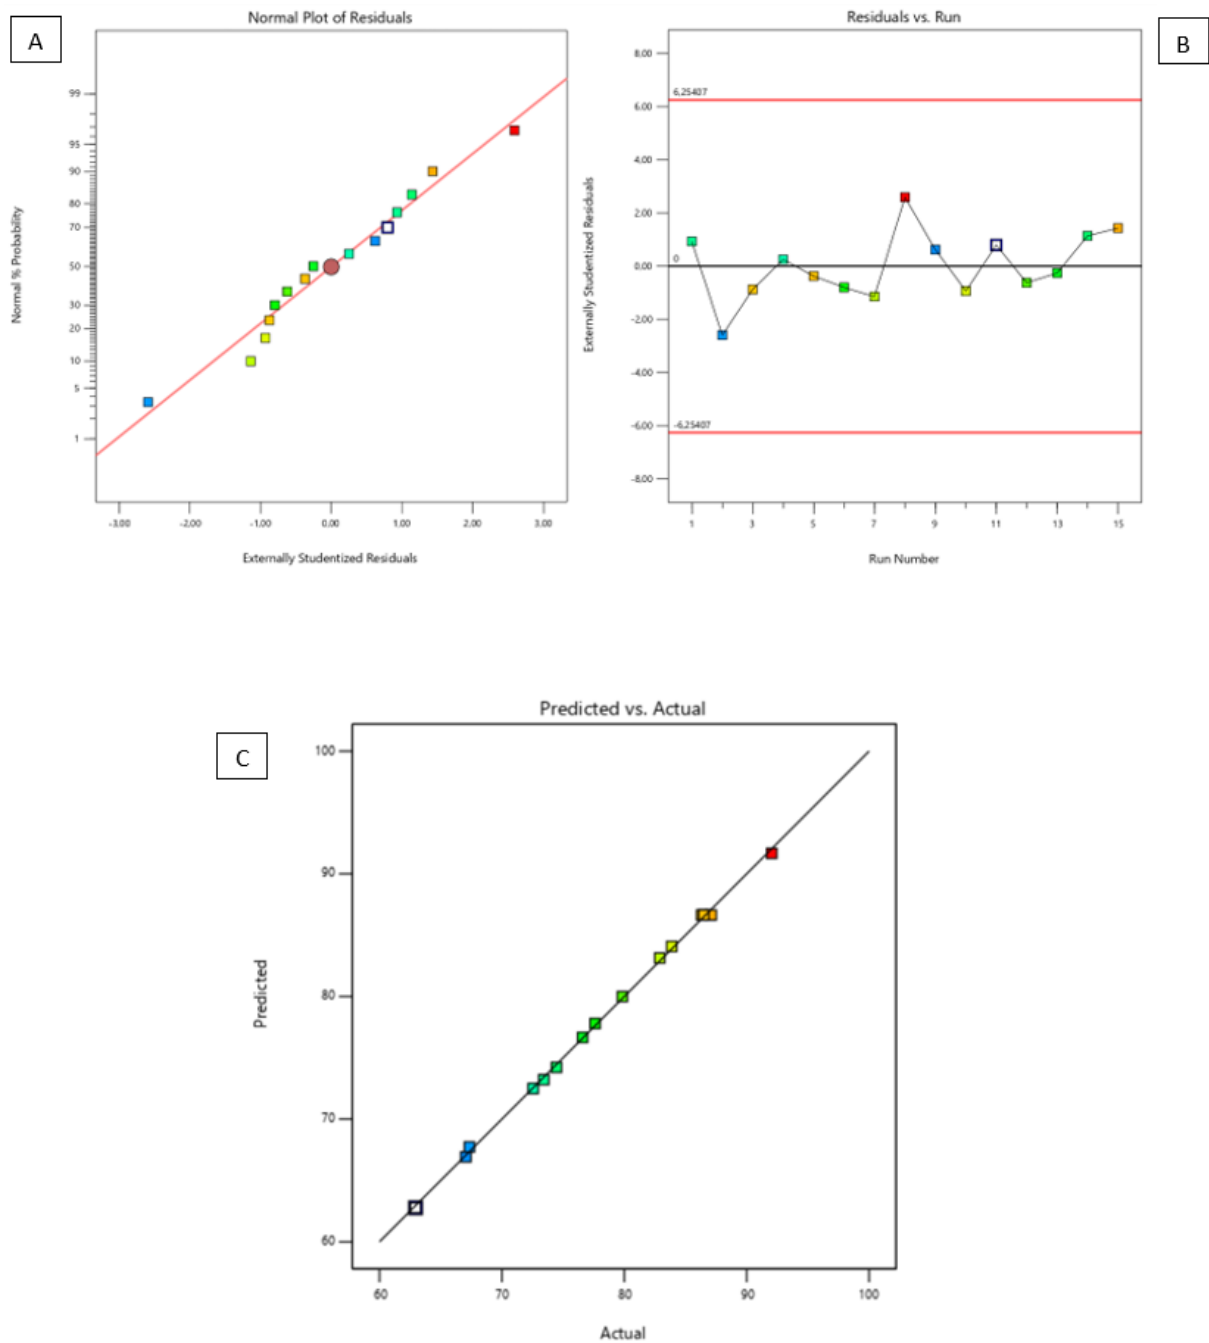 A
Normal Plot of Residuals
Normal % Probability
99
95
90
80
70
50
30
20
10
5
1
-3,00 -2,00 -1,00 0,00 1,00 2,00 3,00
Externally Studentized Residuals
B
Residuals vs. Run
Externally Studentized Residuals
8,00
6,00
4,00
2,00
0,00
-2,00
-4,00
-6,00
-8,00
6,25407
0
-6,25407
1 3 5 7 9 11 13 15
Run Number
C
Predicted vs. Actual
Predicted
100
90
80
70
60
60 70 80 90 100
Actual